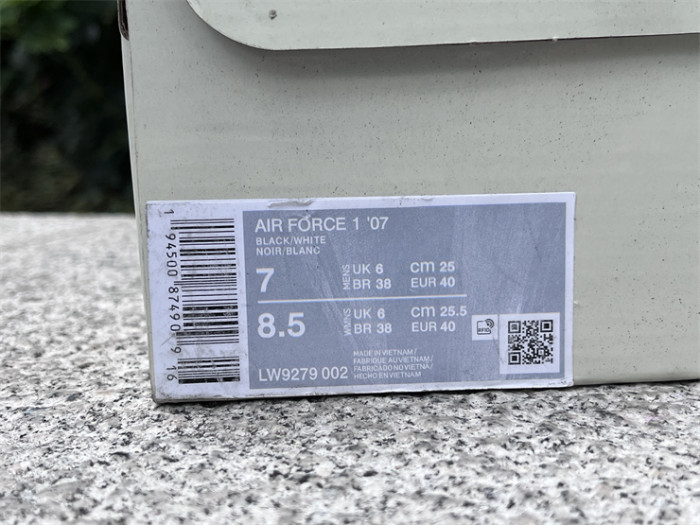 AIR FORCE 1 '07
BLACK/WHITE
NOIR/BLANC
7 MENS UK 6 cm 25
BR 38 EUR 40
8.5 WMNS UK 6 cm 25.5
BR 38 EUR 40
RFID
LW9279 002
MADE IN VIETNAM/
FABRIQUE AU VIETNAM/
FABRICADO NO VIETNÃ/
HECHO EN VIETNAM
1 94500 87490 9 16